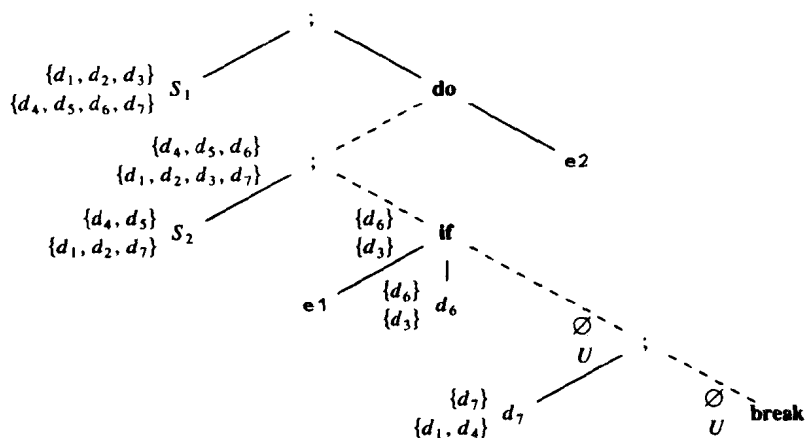 ;
{d₁, d₂, d₃}
{d₄, d₅, d₆, d₇} S₁
do
{d₄, d₅, d₆}
{d₁, d₂, d₃, d₇} ;
e2
{d₄, d₅}
{d₁, d₂, d₇} S₂
{d₆}
{d₃}
if
e1
{d₆}
{d₃} d₆
∅
U
;
{d₇}
{d₁, d₄} d₇
∅
U
break